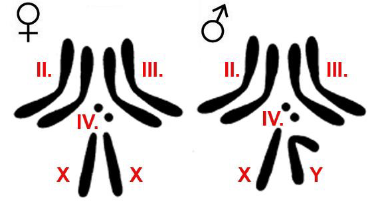 ♀ ♂
II. III. II. III.
IV. IV.
X X X Y